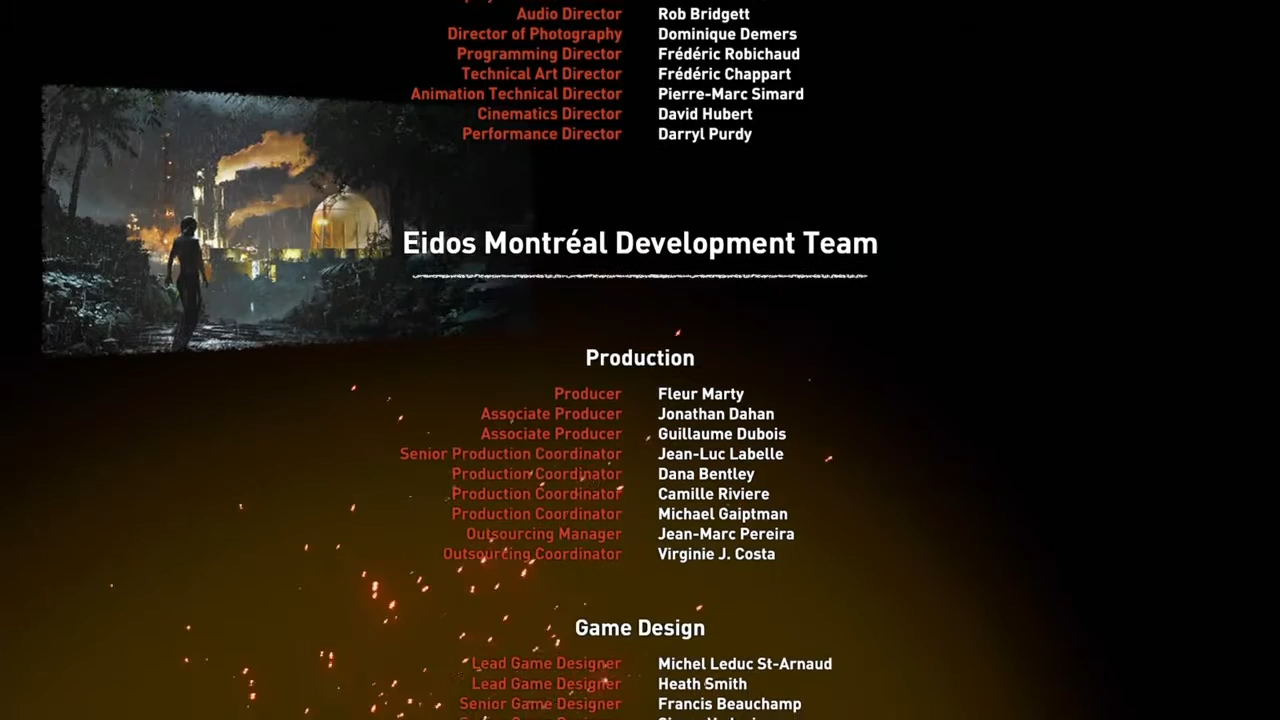 Audio Director Rob Bridgett
Director of Photography Dominique Demers
Programming Director Frédéric Robichaud
Technical Art Director Frédéric Chappart
Animation Technical Director Pierre-Marc Simard
Cinematics Director David Hubert
Performance Director Darryl Purdy
Eidos Montréal Development Team
Production
Producer Fleur Marty
Associate Producer Jonathan Dahan
Associate Producer Guillaume Dubois
Senior Production Coordinator Jean-Luc Labelle
Production Coordinator Dana Bentley
Production Coordinator Camille Riviere
Production Coordinator Michael Gaiptman
Outsourcing Manager Jean-Marc Pereira
Outsourcing Coordinator Virginie J. Costa
Game Design
Lead Game Designer Michel Leduc St-Arnaud
Lead Game Designer Heath Smith
Senior Game Designer Francis Beauchamp